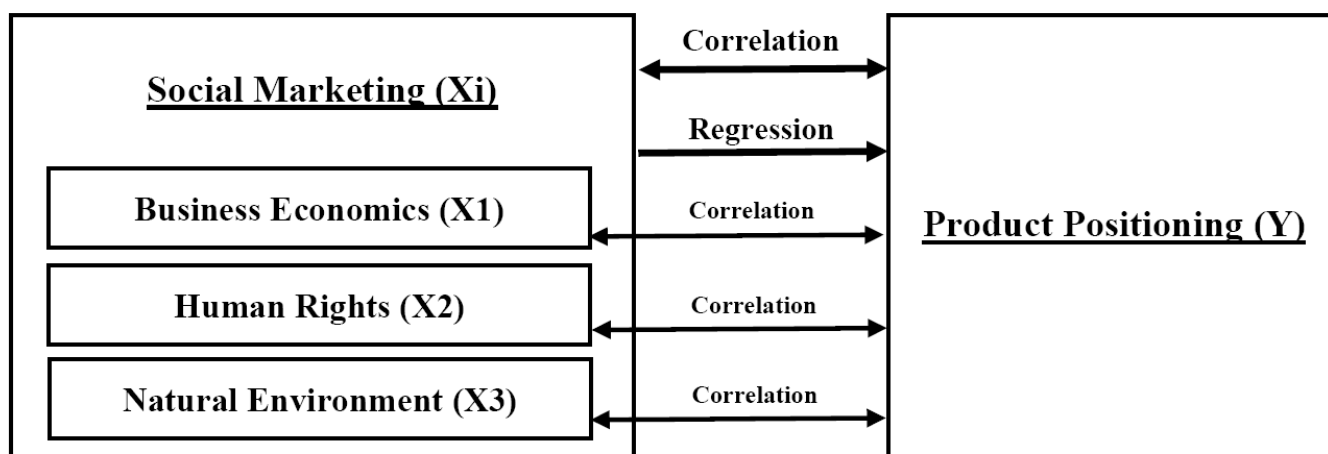 Correlation
Social Marketing (Xi)
Regression
Business Economics (X1)
Correlation
Product Positioning (Y)
Human Rights (X2)
Correlation
Natural Environment (X3)
Correlation